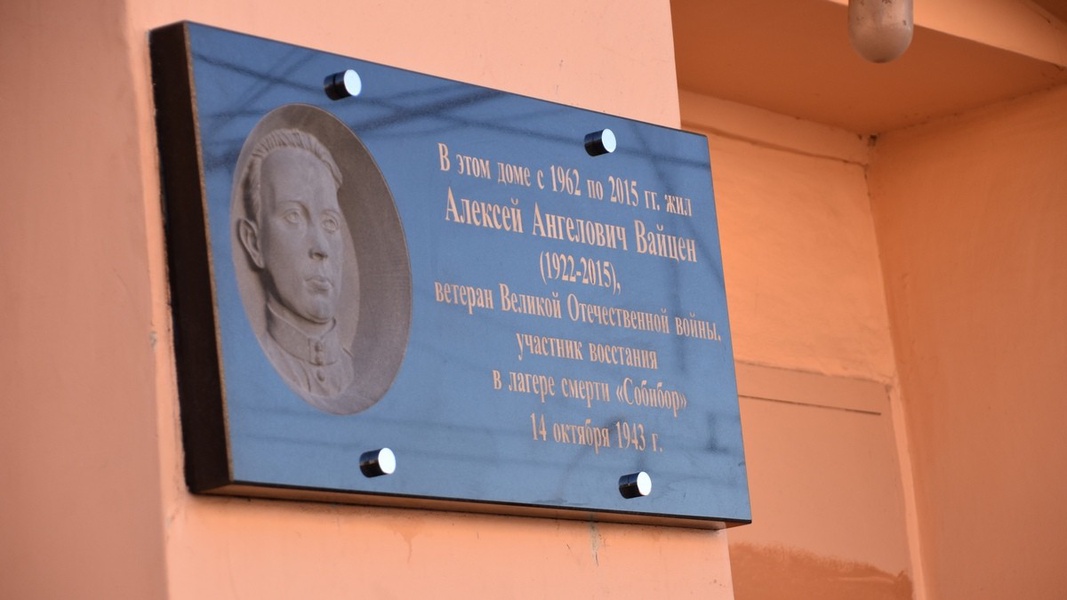 В этом доме с 1962 по 2015 гг. жил
Алексей Ангелович Вайцен
(1922-2015),
ветеран Великой Отечественной войны,
участник восстания
в лагере смерти «Собибор»
14 октября 1943 г.